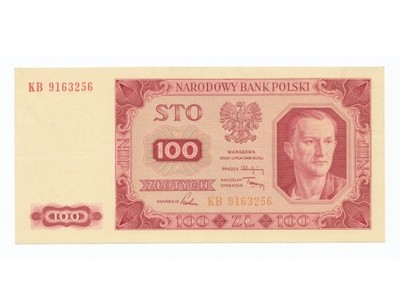 KB 9163256
NARODOWY BANK POLSKI
STO
100
ZŁOTYCH
WARSZAWA
DNIA 1 LIPCA 1948 ROKU
PREZES
NACZELNY
DYREKTOR
SKARBNIK
KB 9163256
100
100 ZŁ 100